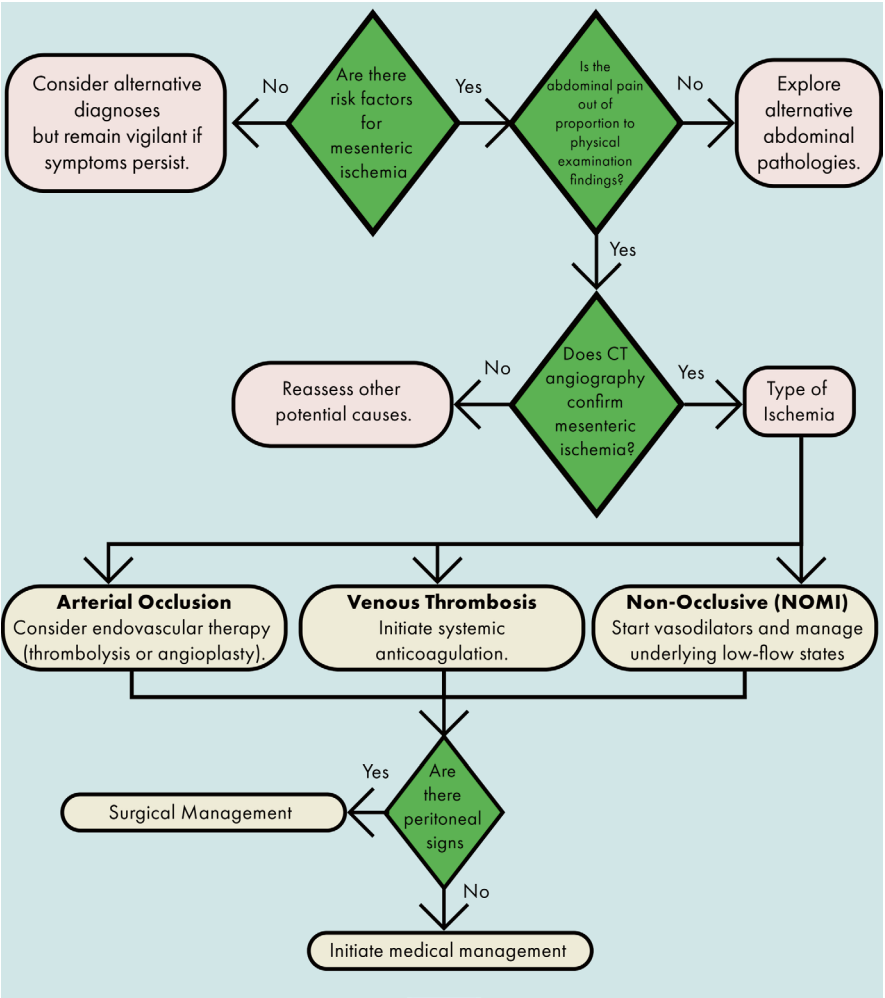 Consider alternative
diagnoses
but remain vigilant if
symptoms persist.
No
Are there
risk factors
for
mesenteric
ischemia
Yes
Is the
abdominal pain
out of
proportion to
physical
examination
findings?
No
Explore
alternative
abdominal
pathologies.
Yes
Reassess other
potential causes.
No
Does CT
angiography
confirm
mesenteric
ischemia?
Yes
Type of
Ischemia
Arterial Occlusion
Consider endovascular therapy
(thrombolysis or angioplasty).
Venous Thrombosis
Initiate systemic
anticoagulation.
Non-Occlusive (NOMI)
Start vasodilators and manage
underlying low-flow states
Yes
Are
there
peritoneal
signs
Surgical Management
No
Initiate medical management